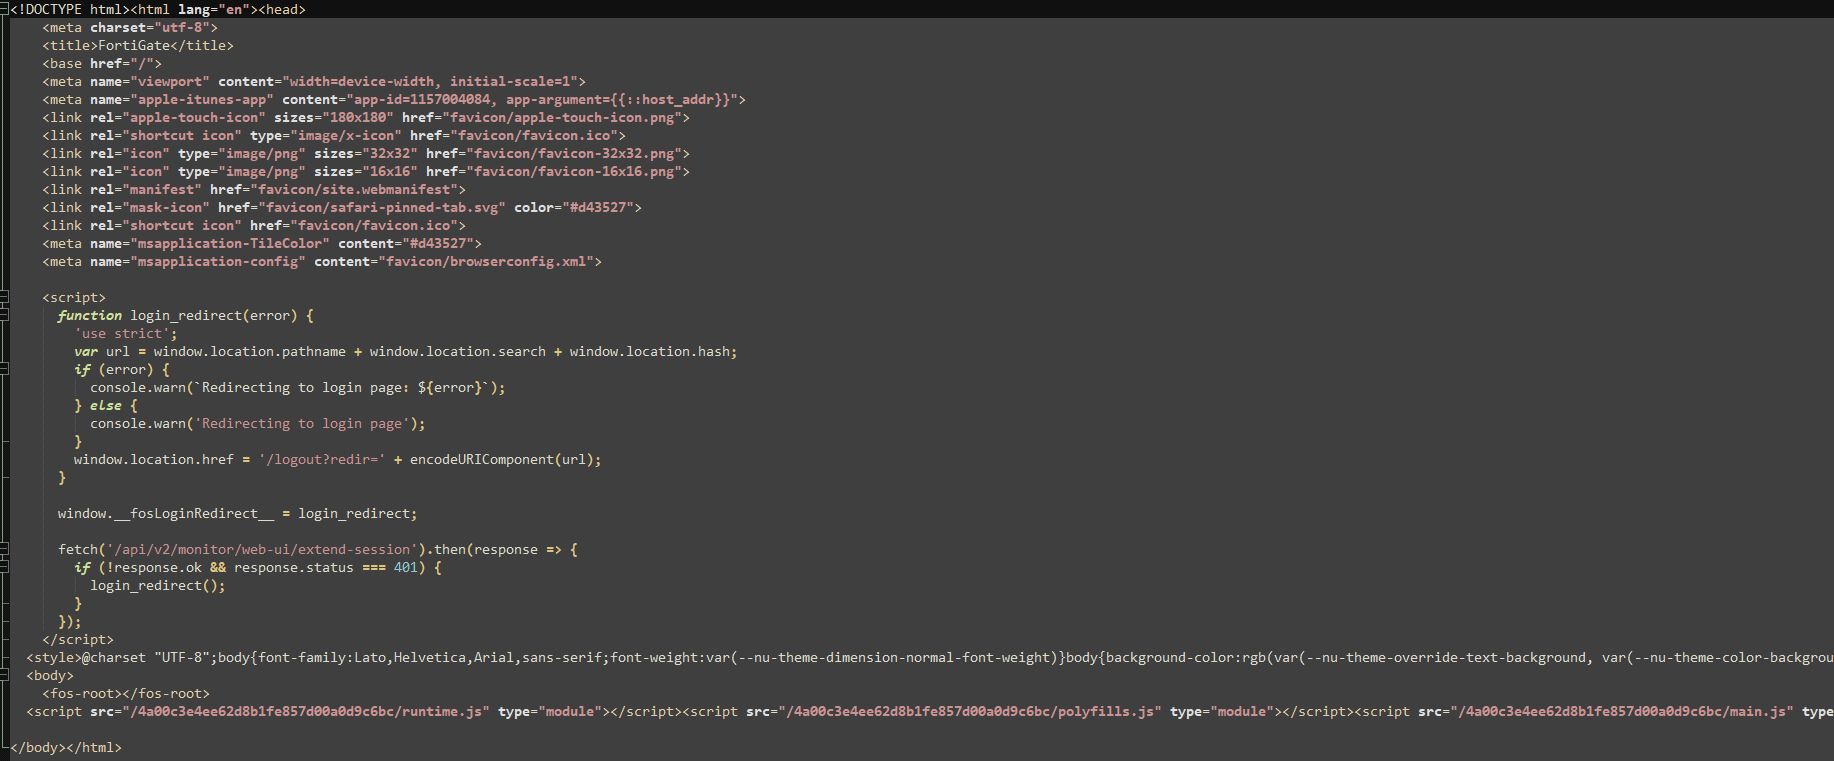 <!DOCTYPE html><html lang="en"><head>
<meta charset="utf-8">
<title>FortiGate</title>
<base href="/">
<meta name="viewport" content="width=device-width, initial-scale=1">
<meta name="apple-itunes-app" content="app-id=1157004084, app-argument={{::host_addr}}">
<link rel="apple-touch-icon" sizes="180x180" href="favicon/apple-touch-icon.png">
<link rel="shortcut icon" type="image/x-icon" href="favicon/favicon.ico">
<link rel="icon" type="image/png" sizes="32x32" href="favicon/favicon-32x32.png">
<link rel="icon" type="image/png" sizes="16x16" href="favicon/favicon-16x16.png">
<link rel="manifest" href="favicon/site.webmanifest">
<link rel="mask-icon" href="favicon/safari-pinned-tab.svg" color="#d43527">
<link rel="shortcut icon" href="favicon/favicon.ico">
<meta name="msapplication-TileColor" content="#d43527">
<meta name="msapplication-config" content="favicon/browserconfig.xml">
<script>
function login_redirect(error) {
'use strict';
var url = window.location.pathname + window.location.search + window.location.hash;
if (error) {
console.warn(`Redirecting to login page: ${error}`);
} else {
console.warn('Redirecting to login page');
}
window.location.href = '/logout?redir=' + encodeURIComponent(url);
}
window.__fosLoginRedirect__ = login_redirect;
fetch('/api/v2/monitor/web-ui/extend-session').then(response => {
if (!response.ok && response.status === 401) {
login_redirect();
}
});
</script>
<style>@charset "UTF-8";body{font-family:Lato,Helvetica,Arial,sans-serif;font-weight:var(--nu-theme-dimension-normal-font-weight)}body{background-color:rgb(var(--nu-theme-override-text-background, var(--nu-theme-color-backgrou
<body>
<fos-root></fos-root>
<script src="/4a00c3e4ee62d8b1fe857d00a0d9c6bc/runtime.js" type="module"></script><script src="/4a00c3e4ee62d8b1fe857d00a0d9c6bc/polyfills.js" type="module"></script><script src="/4a00c3e4ee62d8b1fe857d00a0d9c6bc/main.js" type
</body></html>